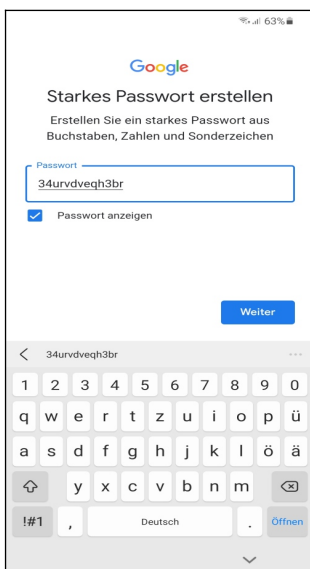 63%
Google
Starkes Passwort erstellen
Erstellen Sie ein starkes Passwort aus
Buchstaben, Zahlen und Sonderzeichen
Passwort
34urvdveqh3br
Passwort anzeigen
Weiter
34urvdveqh3br
1 2 3 4 5 6 7 8 9 0
q w e r t z u i o p ü
a s d f g h j k l ö ä
y x c v b n m
!#1 , Deutsch . Öffnen